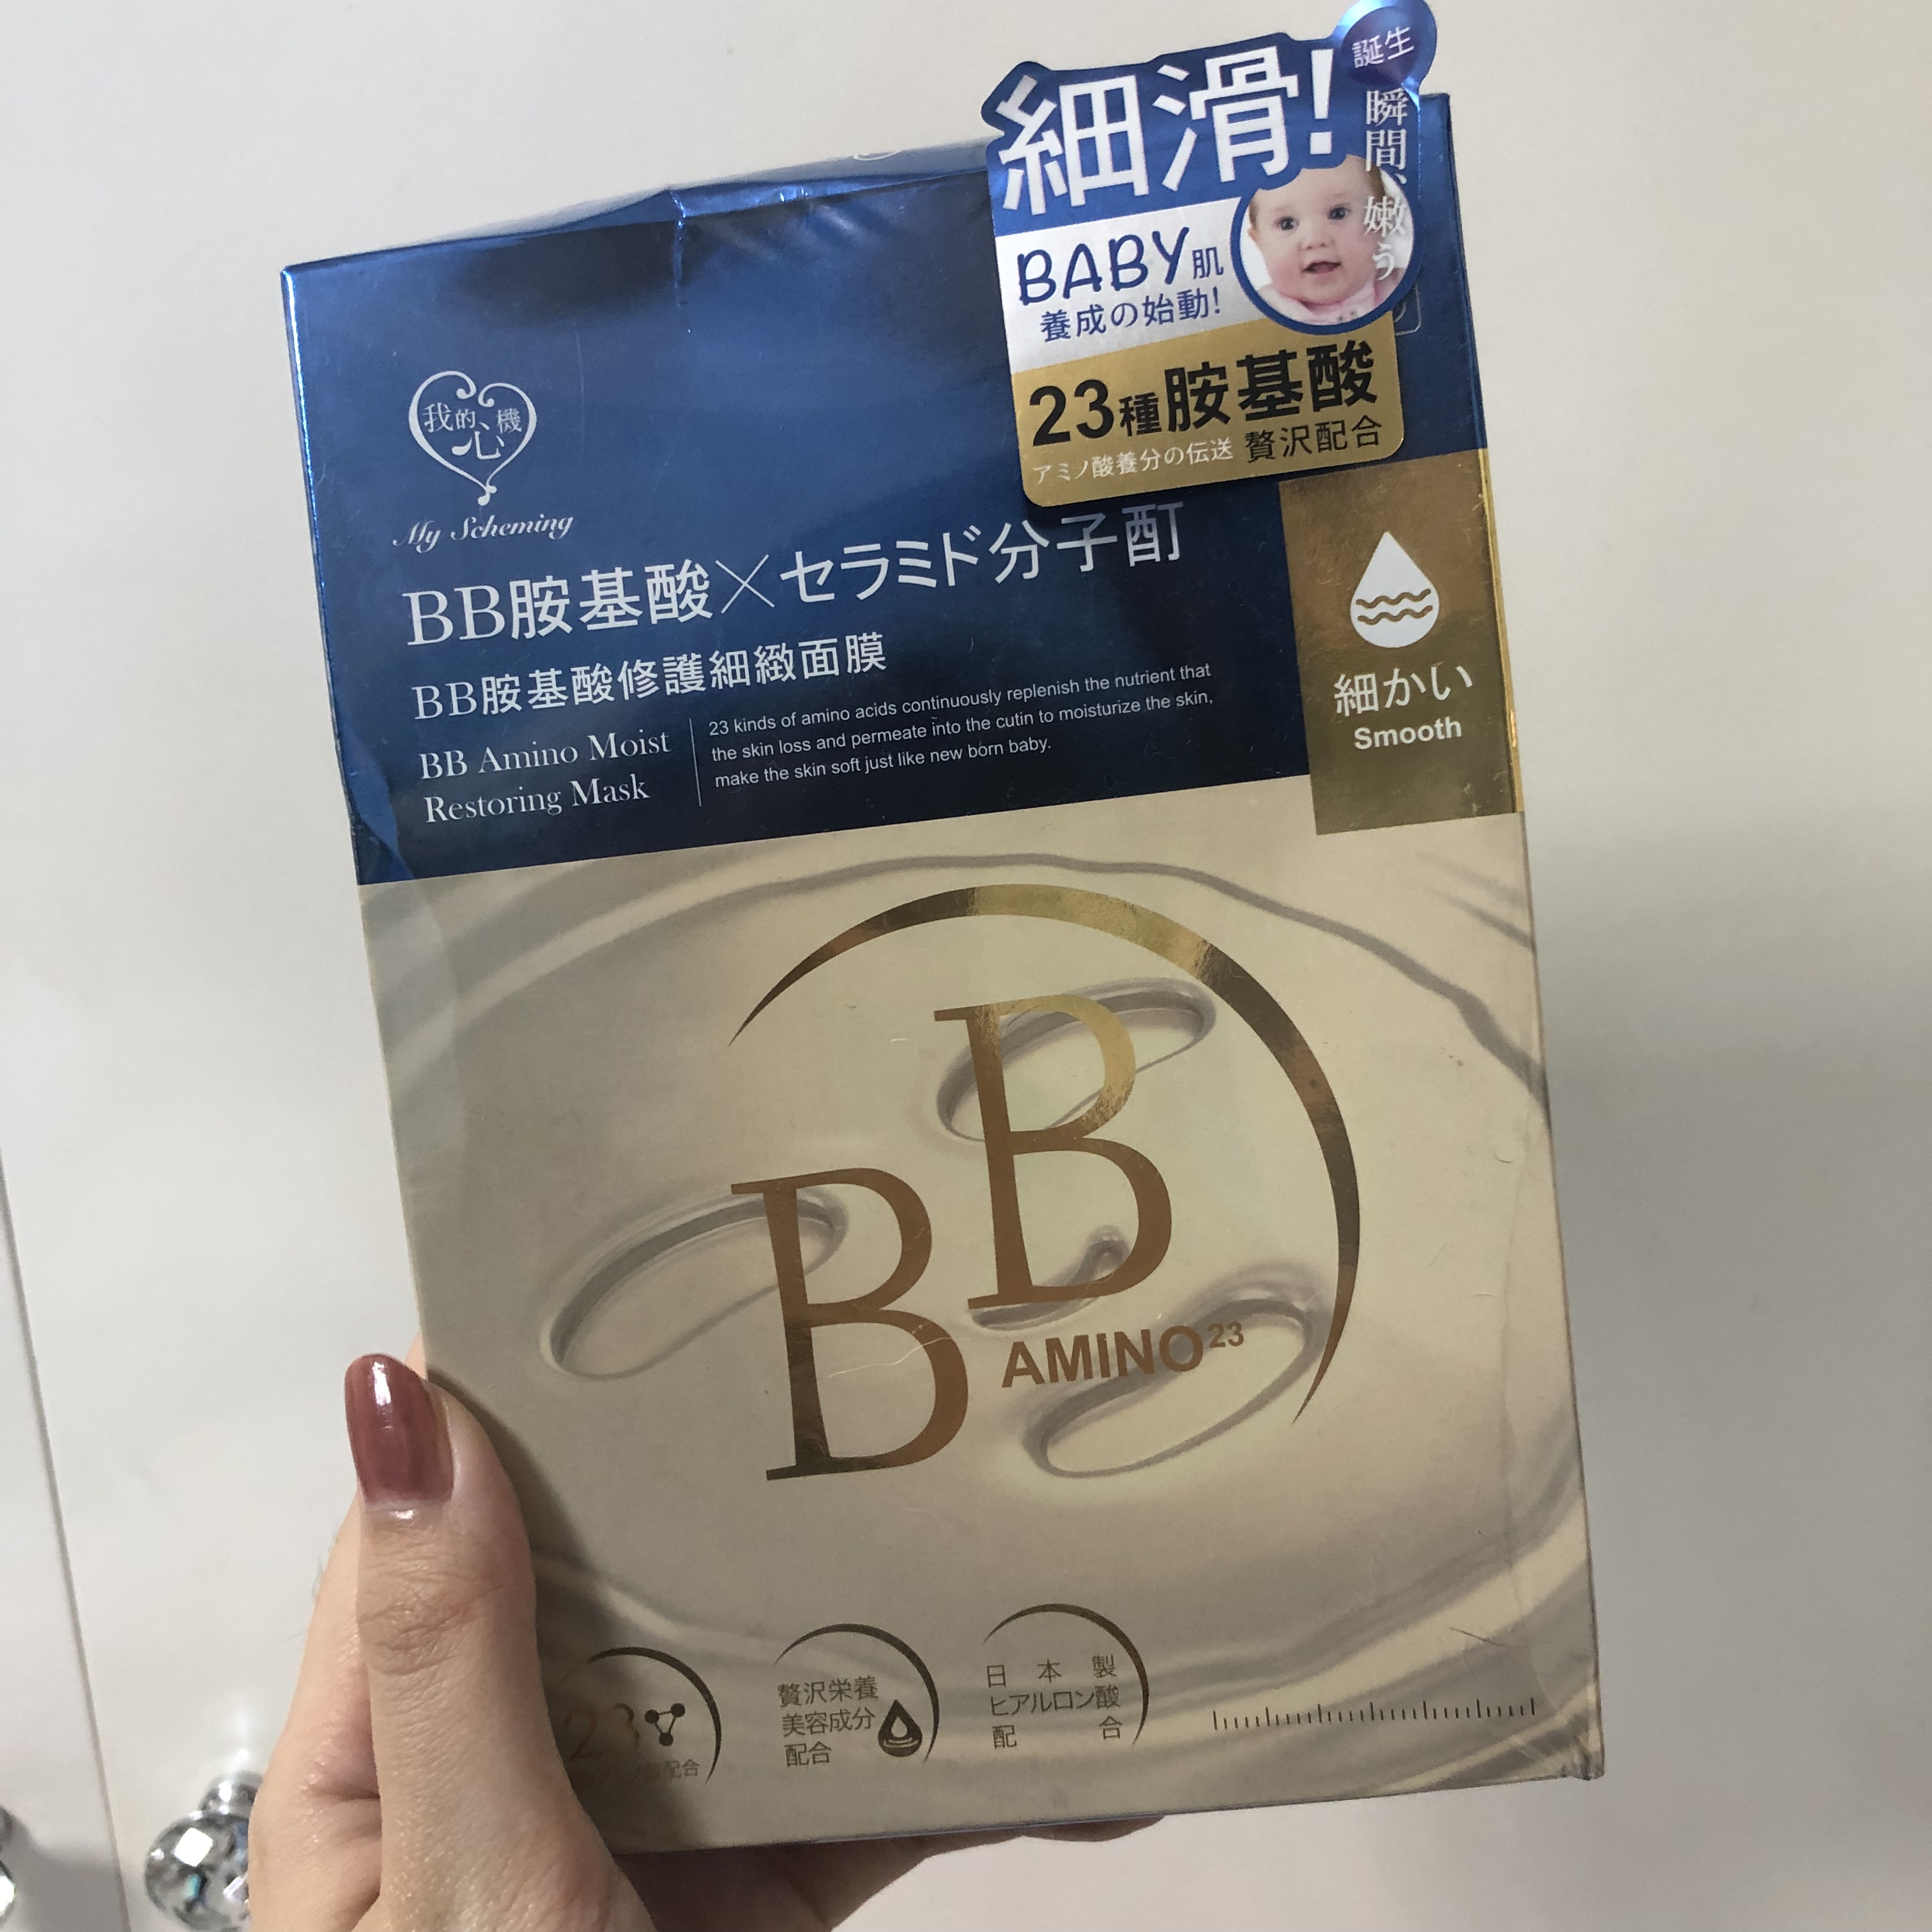 誕生
瞬間、嫩う
細滑!
BABY肌
養成の始動!
23種胺基酸
アミノ酸養分の伝送 贅沢配合
我的心機
My Scheming
BB胺基酸×セラミド分子酊
BB胺基酸修護細緻面膜
BB Amino Moist
Restoring Mask
23 kinds of amino acids continuously replenish the nutrient that
the skin loss and permeate into the cutin to moisturize the skin,
make the skin soft just like new born baby.
細かい
Smooth
BB
AMINO23
23
配合
贅沢栄養
美容成分
配合
日本製
ヒアルロン酸
配合